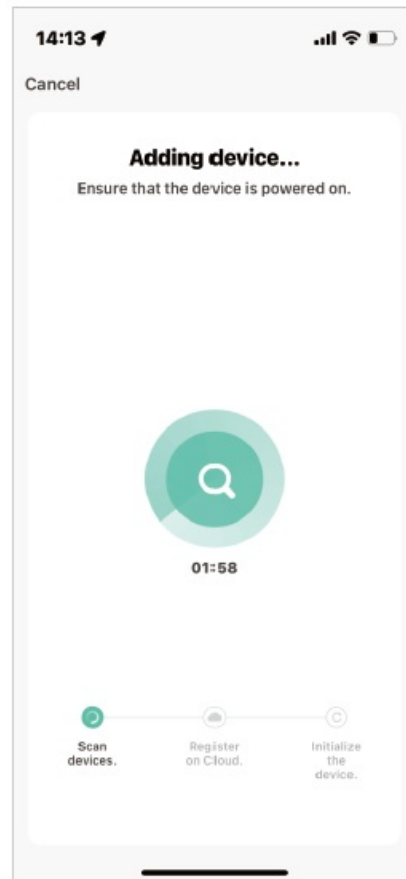 14:13
Cancel
Adding device...
Ensure that the device is powered on.
01:58
Scan
devices.
Register
on Cloud.
Initialize
the
device.